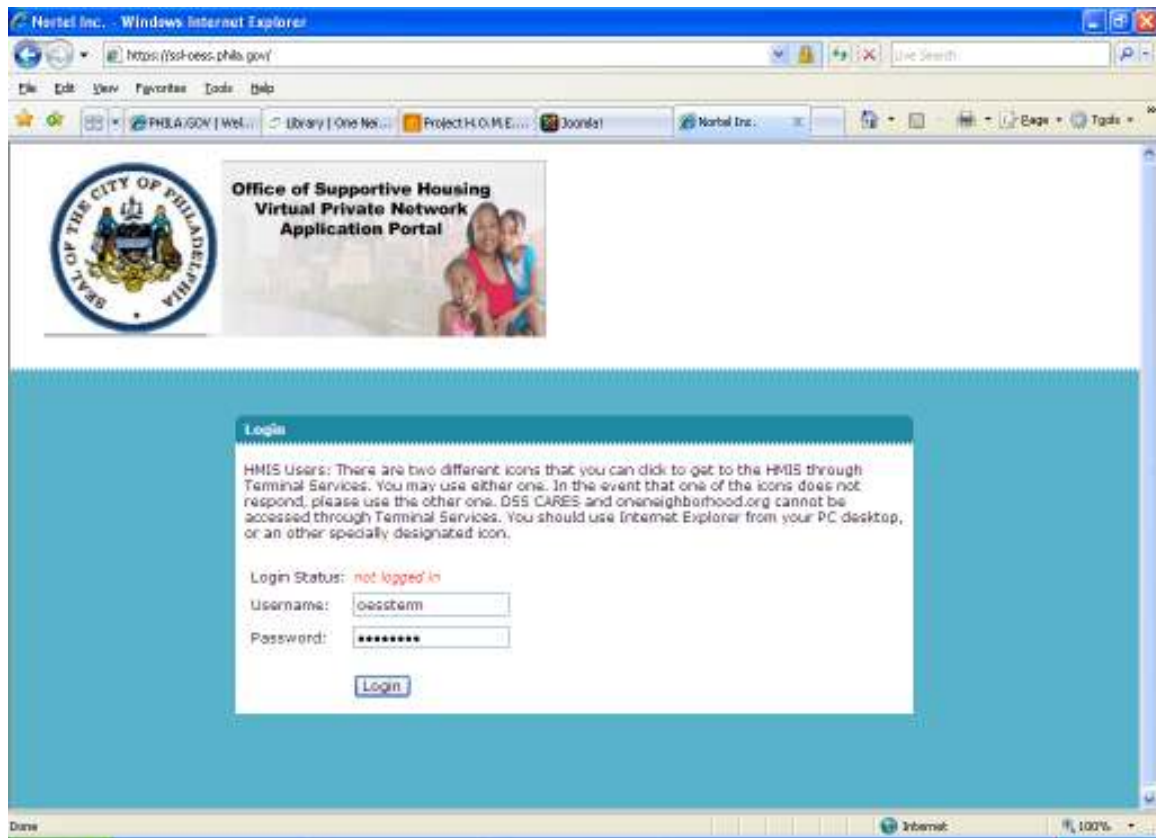 Nortel Inc. - Windows Internet Explorer
https://ssl-oess.phila.gov/
Live Search
File Edit View Favorites Tools Help
PHILA.GOV | Wel... Library | One Nei... Project H.O.M.E.... Joomla! Nortel Inc. Page Tools
SEAL OF THE CITY OF PHILADELPHIA
Office of Supportive Housing
Virtual Private Network
Application Portal
Login
HMIS Users: There are two different icons that you can click to get to the HMIS through
Terminal Services. You may use either one. In the event that one of the icons does not
respond, please use the other one. DSS CARES and oneneighborhood.org cannot be
accessed through Terminal Services. You should use Internet Explorer from your PC desktop,
or an other specially designated icon.
Login Status: not logged in
Username: oessterm
Password: ••••••••
Login
Done Internet 100%